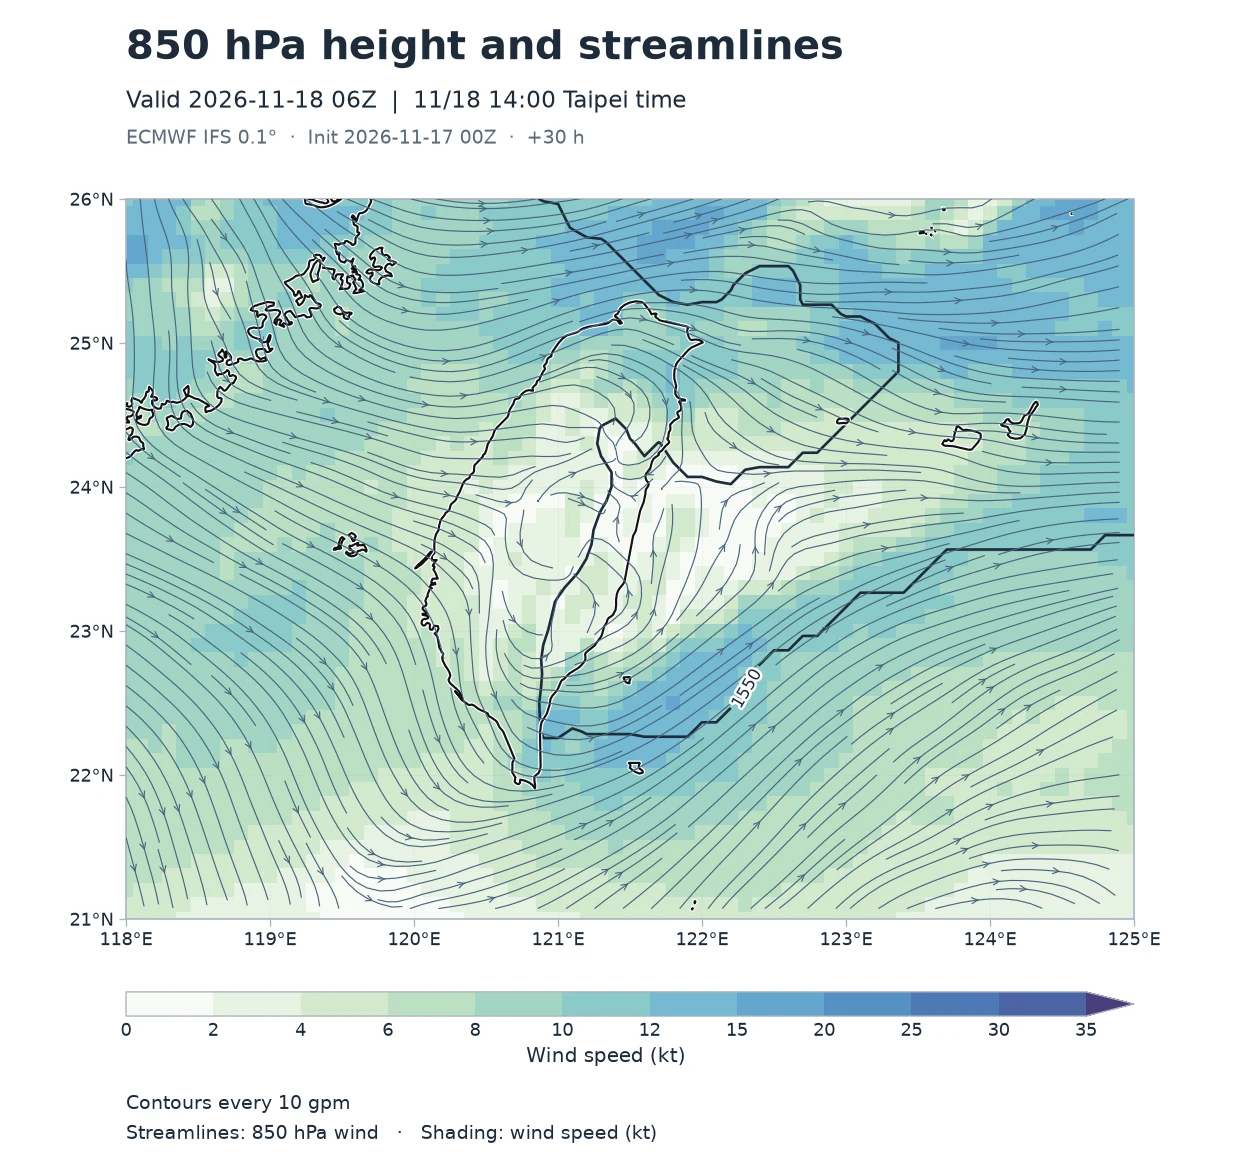 850 hPa height and streamlines
Valid 2026-11-18 06Z | 11/18 14:00 Taipei time
ECMWF IFS 0.1° · Init 2026-11-17 00Z · +30 h
26°N
25°N
24°N
23°N
22°N
21°N
1550
118°E 119°E 120°E 121°E 122°E 123°E 124°E 125°E
0 2 4 6 8 10 12 15 20 25 30 35
Wind speed (kt)
Contours every 10 gpm
Streamlines: 850 hPa wind · Shading: wind speed (kt)